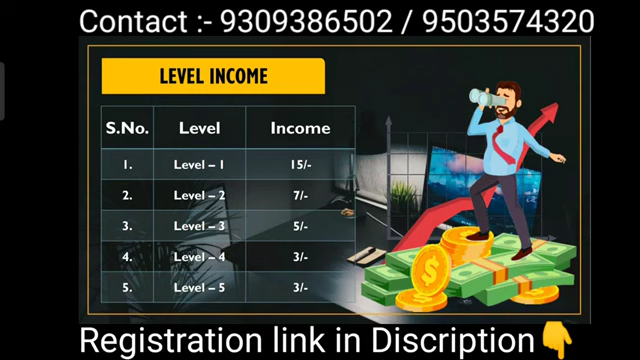 Contact :- 9309386502 / 9503574320
LEVEL INCOME
S.No. Level Income
1. Level – 1 15/-
2. Level – 2 7/-
3. Level – 3 5/-
4. Level – 4 3/-
5. Level – 5 3/-
Registration link in Discription👇